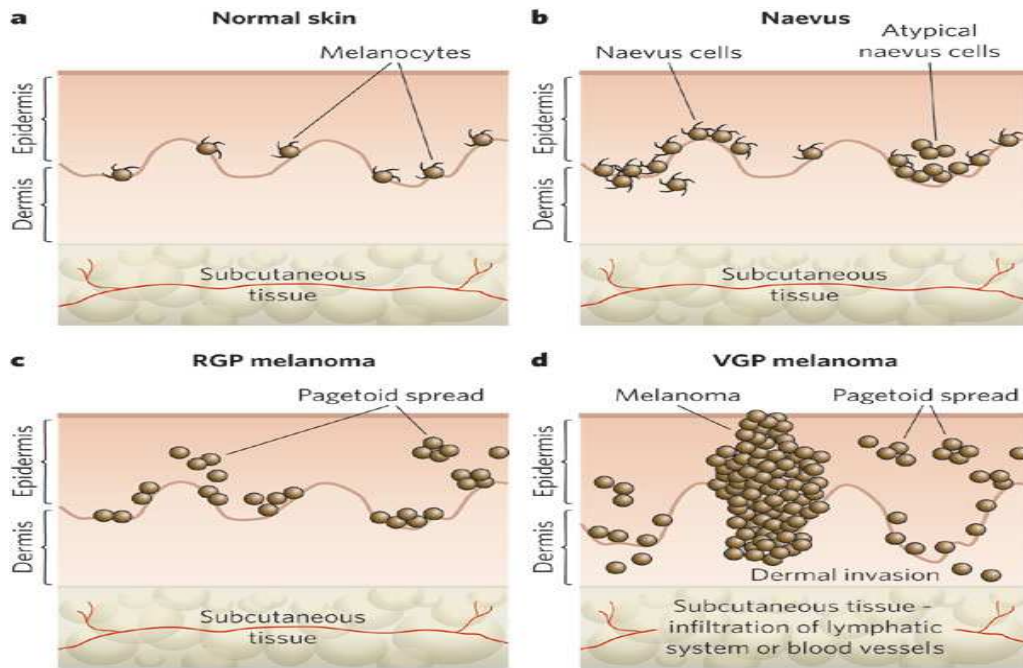 a Normal skin
Melanocytes
Epidermis
Dermis
Subcutaneous
tissue
b Naevus
Naevus cells
Atypical
naevus cells
Epidermis
Dermis
Subcutaneous
tissue
c RGP melanoma
Pagetoid spread
Epidermis
Dermis
Subcutaneous
tissue
d VGP melanoma
Melanoma
Pagetoid spread
Epidermis
Dermis
Dermal invasion
Subcutaneous tissue –
infiltration of lymphatic
system or blood vessels